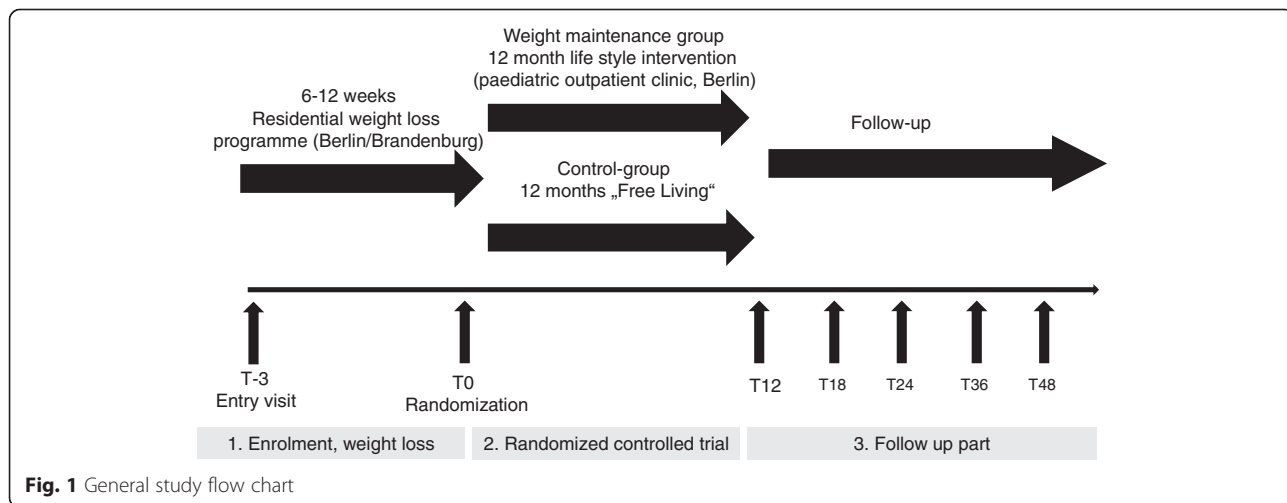 Weight maintenance group
12 month life style intervention
(paediatric outpatient clinic, Berlin)
6-12 weeks
Residential weight loss
programme (Berlin/Brandenburg)
Follow-up
Control-group
12 months „Free Living“
T-3
Entry visit
T0
Randomization
T12
T18
T24
T36
T48
1. Enrolment, weight loss
2. Randomized controlled trial
3. Follow up part
Fig. 1 General study flow chart